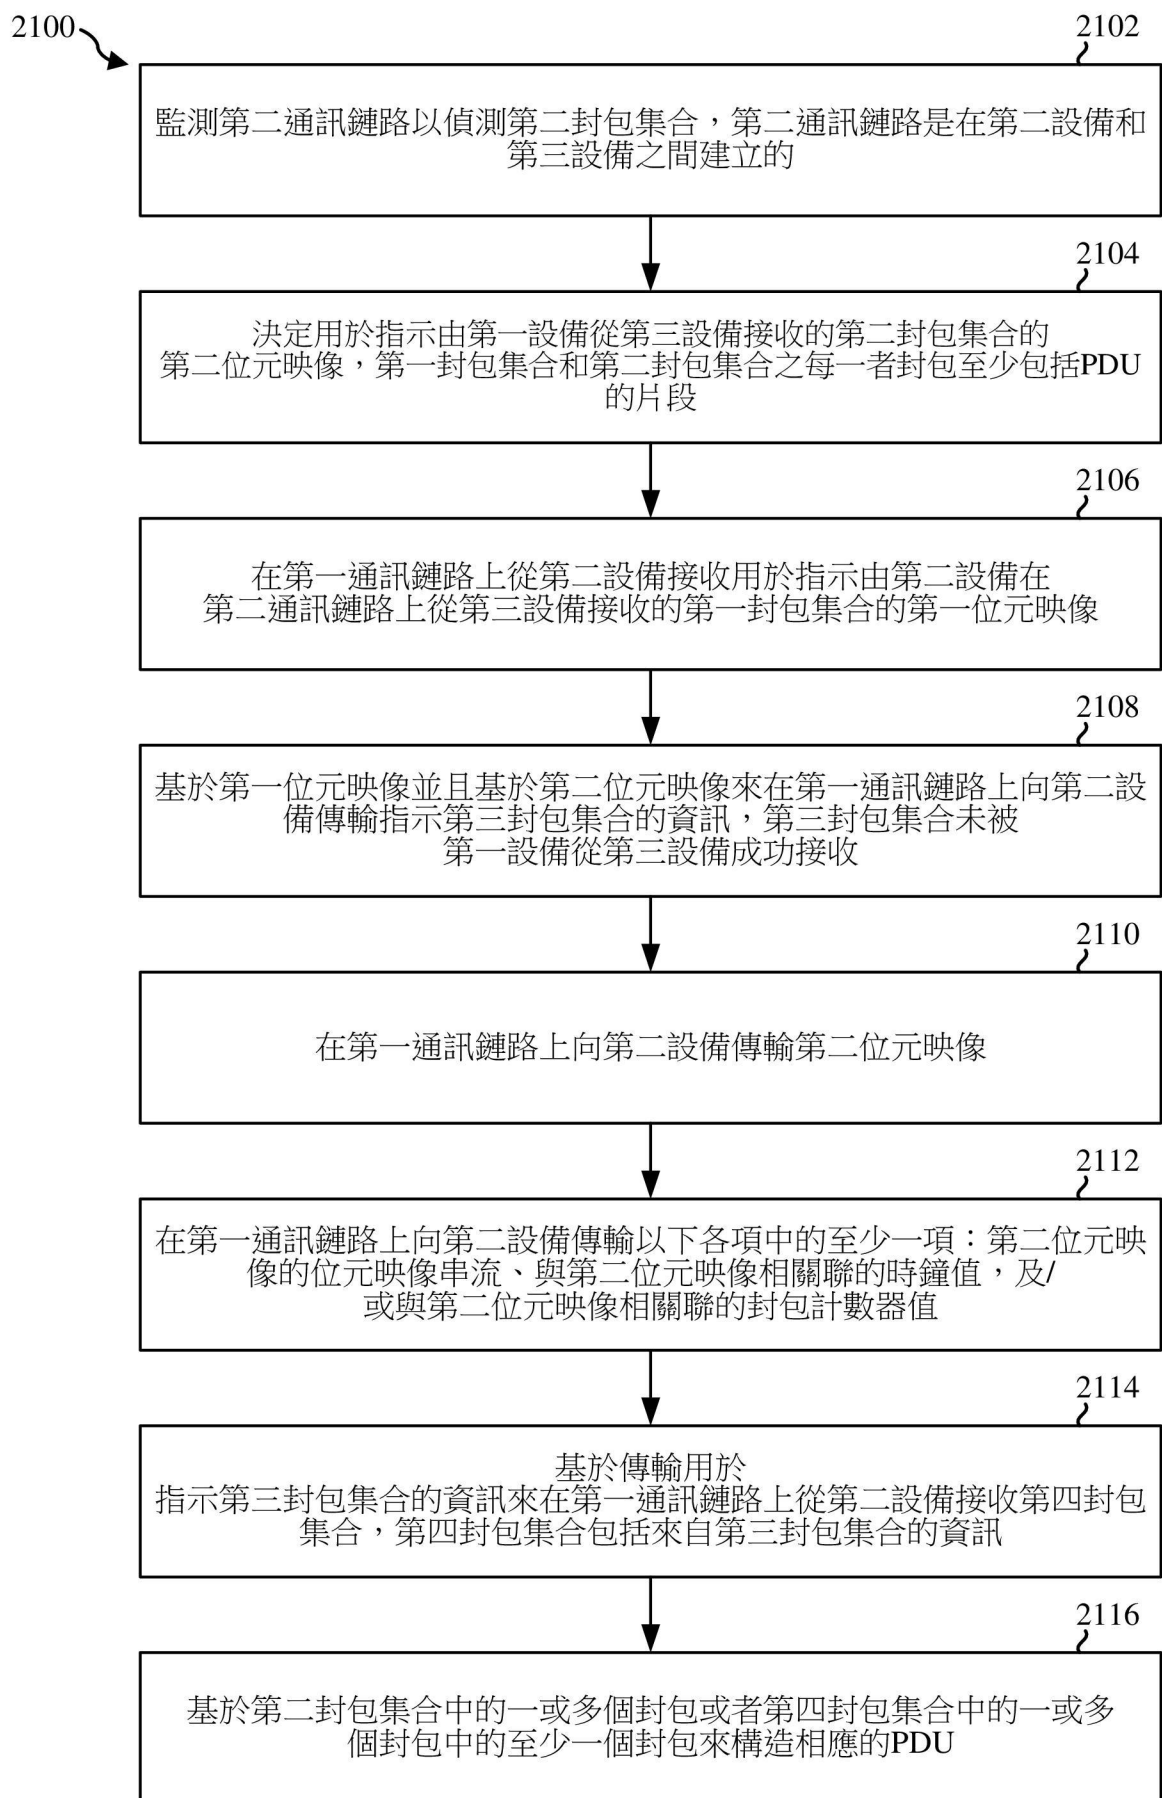 2100
2102
監測第二通訊鏈路以偵測第二封包集合，第二通訊鏈路是在第二設備和
第三設備之間建立的
2104
決定用於指示由第一設備從第三設備接收的第二封包集合的
第二位元映像，第一封包集合和第二封包集合之每一者封包至少包括PDU
的片段
2106
在第一通訊鏈路上從第二設備接收用於指示由第二設備在
第二通訊鏈路上從第三設備接收的第一封包集合的第一位元映像
2108
基於第一位元映像並且基於第二位元映像來在第一通訊鏈路上向第二設
備傳輸指示第三封包集合的資訊，第三封包集合未被
第一設備從第三設備成功接收
2110
在第一通訊鏈路上向第二設備傳輸第二位元映像
2112
在第一通訊鏈路上向第二設備傳輸以下各項中的至少一項：第二位元映
像的位元映像串流、與第二位元映像相關聯的時鐘值，及/
或與第二位元映像相關聯的封包計數器值
2114
基於傳輸用於
指示第三封包集合的資訊來在第一通訊鏈路上從第二設備接收第四封包
集合，第四封包集合包括來自第三封包集合的資訊
2116
基於第二封包集合中的一或多個封包或者第四封包集合中的一或多
個封包中的至少一個封包來構造相應的PDU